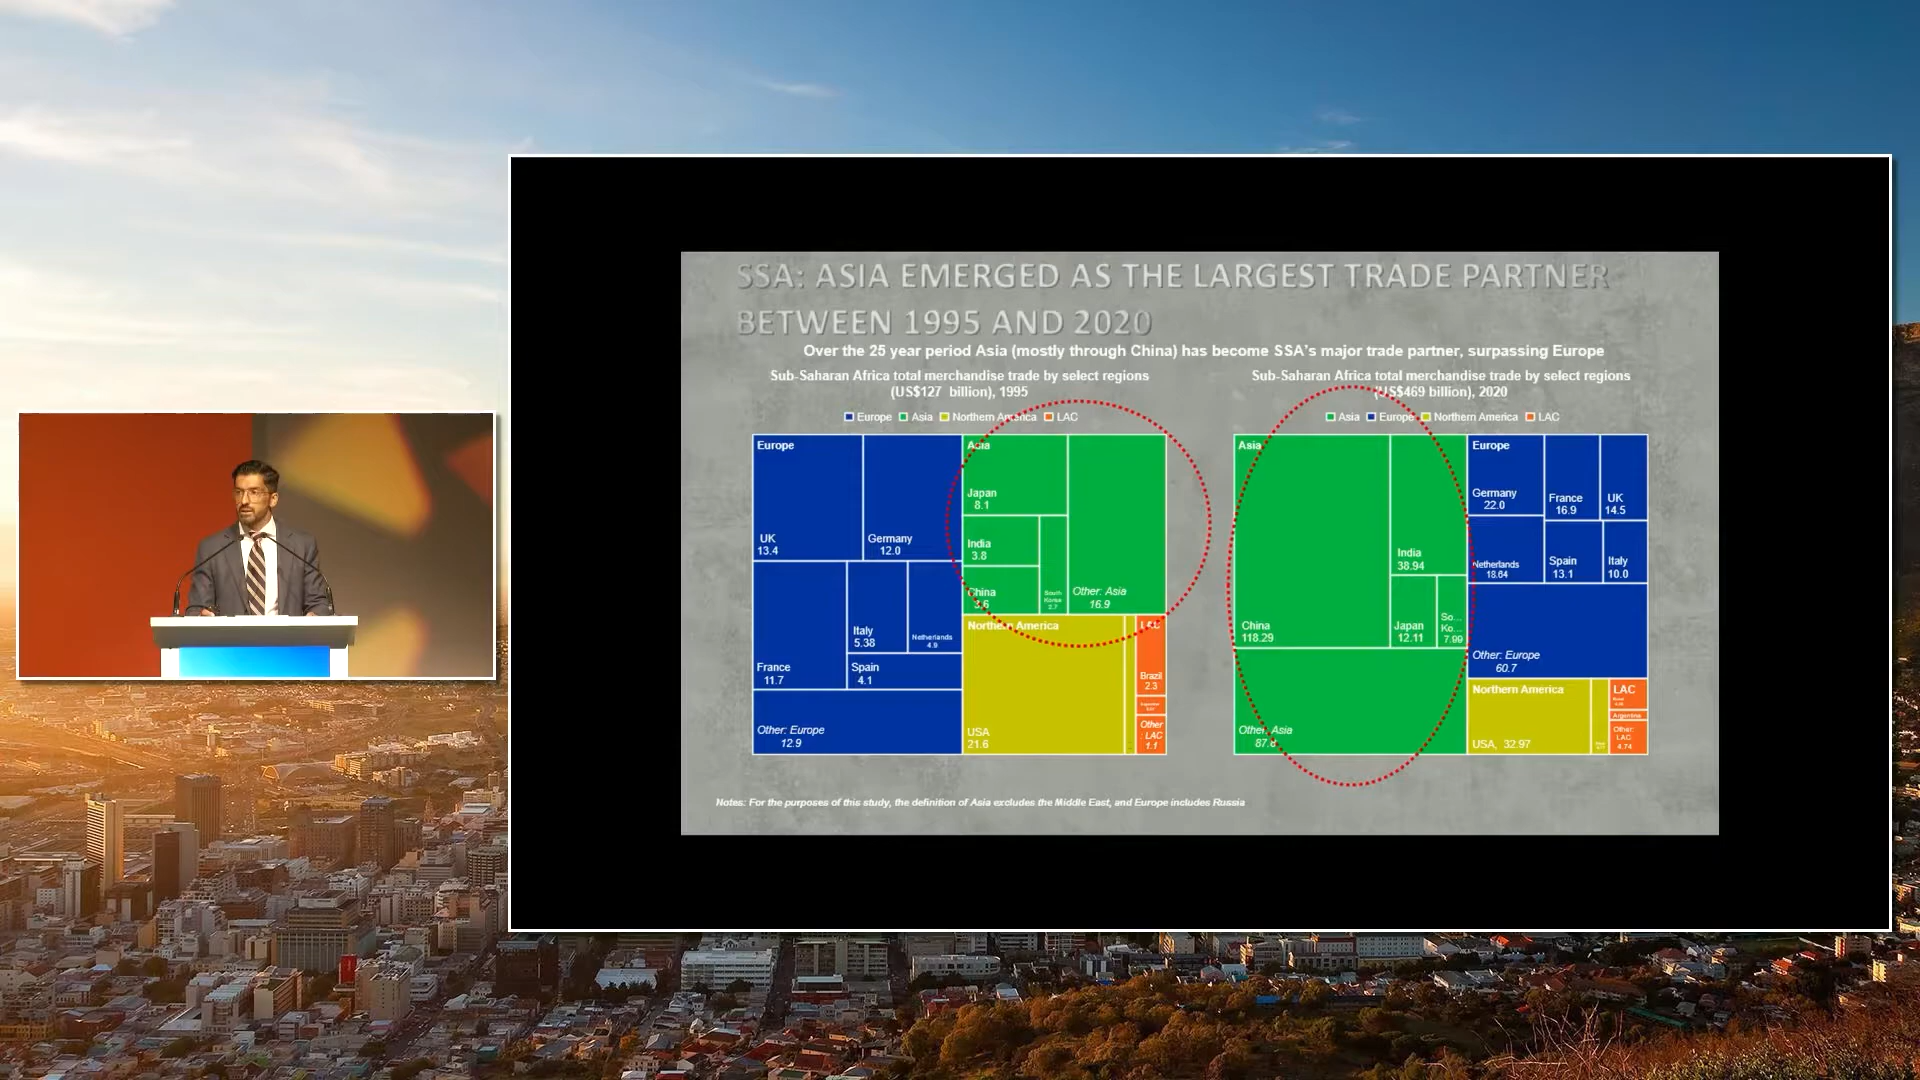 SSA: ASIA EMERGED AS THE LARGEST TRADE PARTNER
BETWEEN 1995 AND 2020
Over the 25 year period Asia (mostly through China) has become SSA's major trade partner, surpassing Europe
Sub-Saharan Africa total merchandise trade by select regions
(US$127 billion), 1995
Europe Asia Northern America LAC
Europe
UK
13.4
Germany
12.0
France
11.7
Italy
5.38
Netherlands
4.9
Spain
4.1
Other: Europe
12.9
Asia
Japan
8.1
India
3.8
China
3.6
South
Korea
2.7
Other: Asia
16.9
Northern America
USA
21.6
LAC
Brazil
2.3
Other
: LAC
1.1
Sub-Saharan Africa total merchandise trade by select regions
(US$469 billion), 2020
Asia Europe Northern America LAC
Asia
China
118.29
India
38.94
Japan
12.11
So...
Ko...
7.99
Other: Asia
87.6
Europe
Germany
22.0
France
16.9
UK
14.5
Netherlands
18.64
Spain
13.1
Italy
10.0
Other: Europe
60.7
Northern America
USA, 32.97
LAC
Argentina
Other:
LAC
4.74
Notes: For the purposes of this study, the definition of Asia excludes the Middle East, and Europe includes Russia